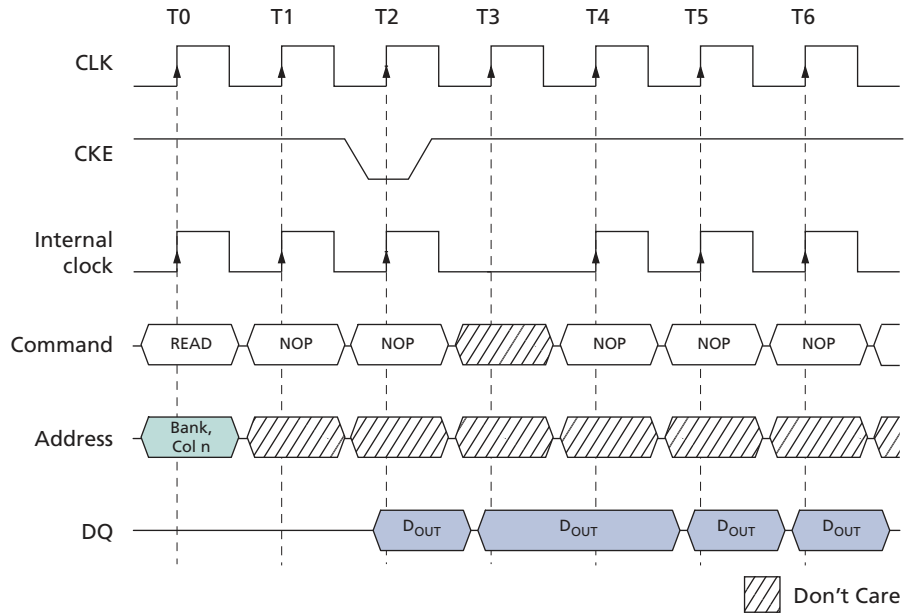 T0 T1 T2 T3 T4 T5 T6
CLK
CKE
Internal
clock
Command READ NOP NOP NOP NOP NOP
Address Bank,
Col n
DQ DOUT DOUT DOUT DOUT
Don't Care